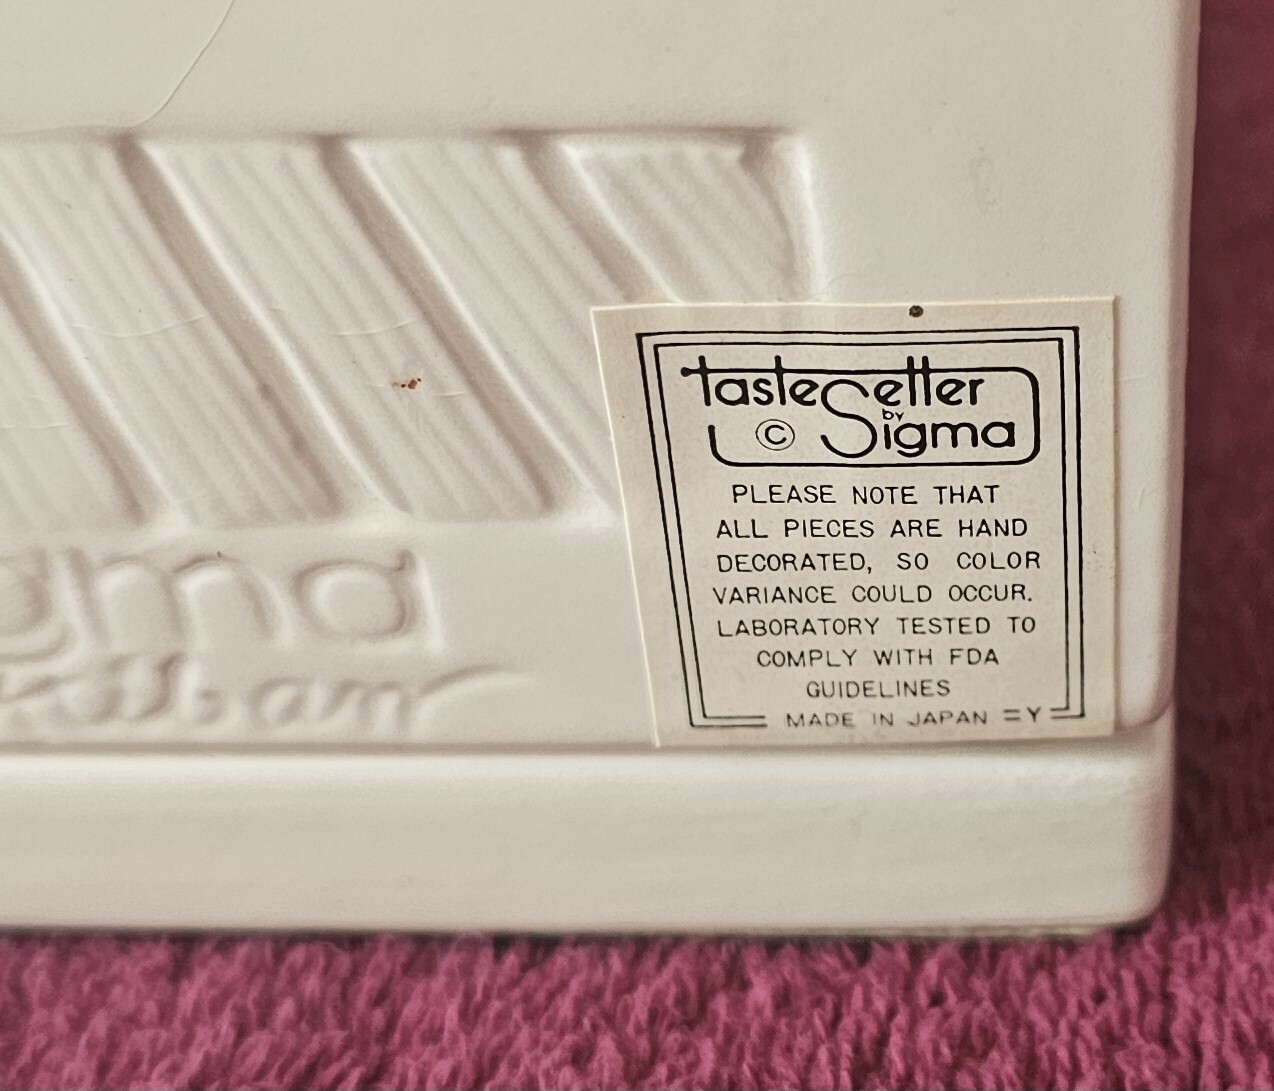 tasteSetter
by
© Sigma
PLEASE NOTE THAT
ALL PIECES ARE HAND
DECORATED, SO COLOR
VARIANCE COULD OCCUR.
LABORATORY TESTED TO
COMPLY WITH FDA
GUIDELINES
MADE IN JAPAN =Y
gma